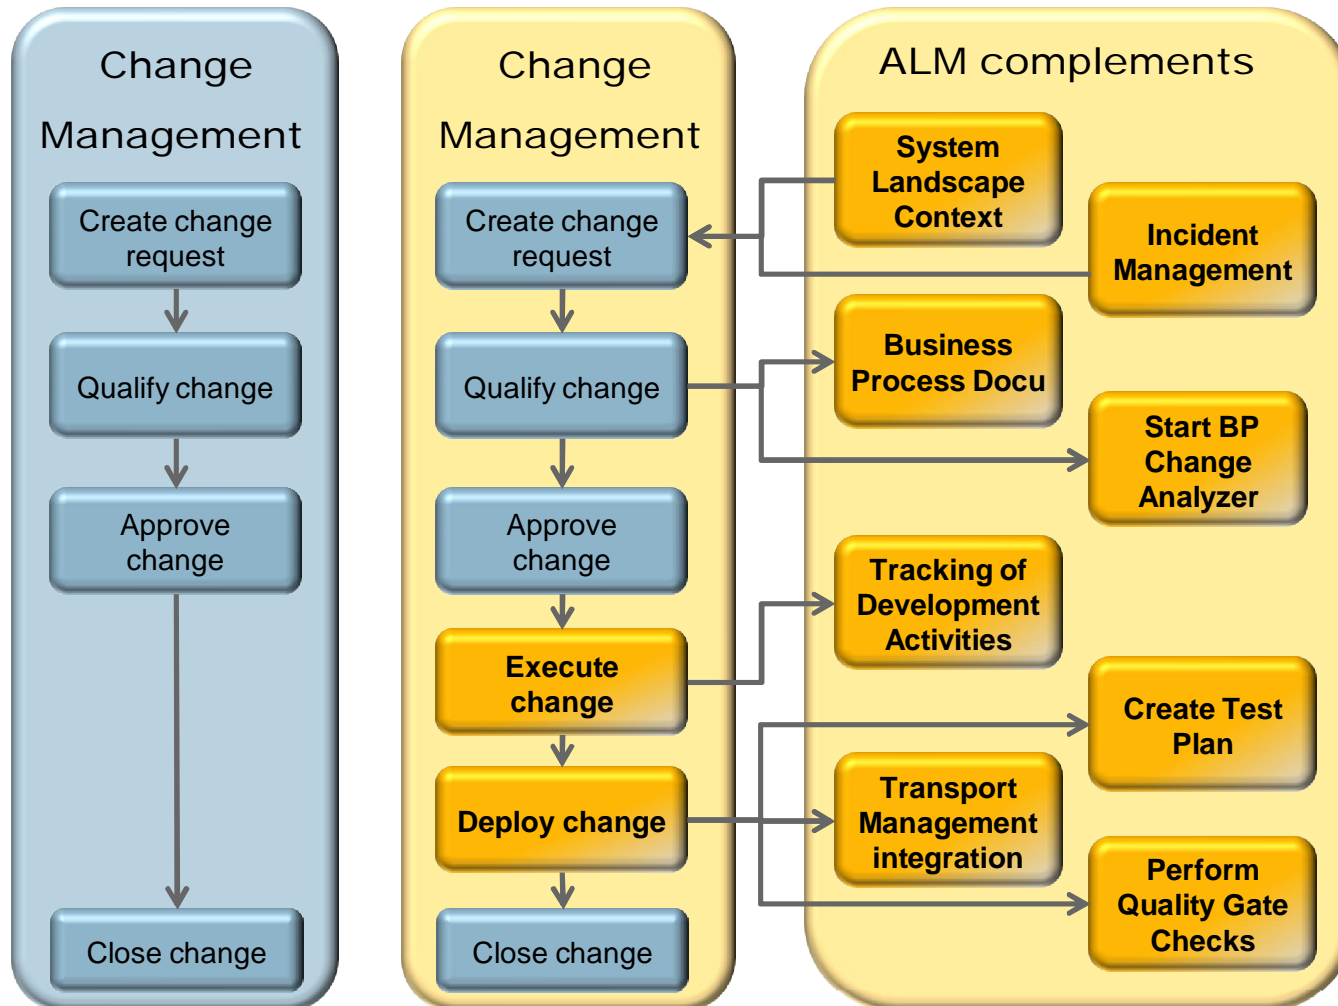 Change
Management
Create change
request
Qualify change
Approve
change
Close change
Change
Management
Create change
request
Qualify change
Approve
change
Execute
change
Deploy change
Close change
ALM complements
System
Landscape
Context
Incident
Management
Business
Process Docu
Start BP
Change
Analyzer
Tracking of
Development
Activities
Create Test
Plan
Transport
Management
integration
Perform
Quality Gate
Checks